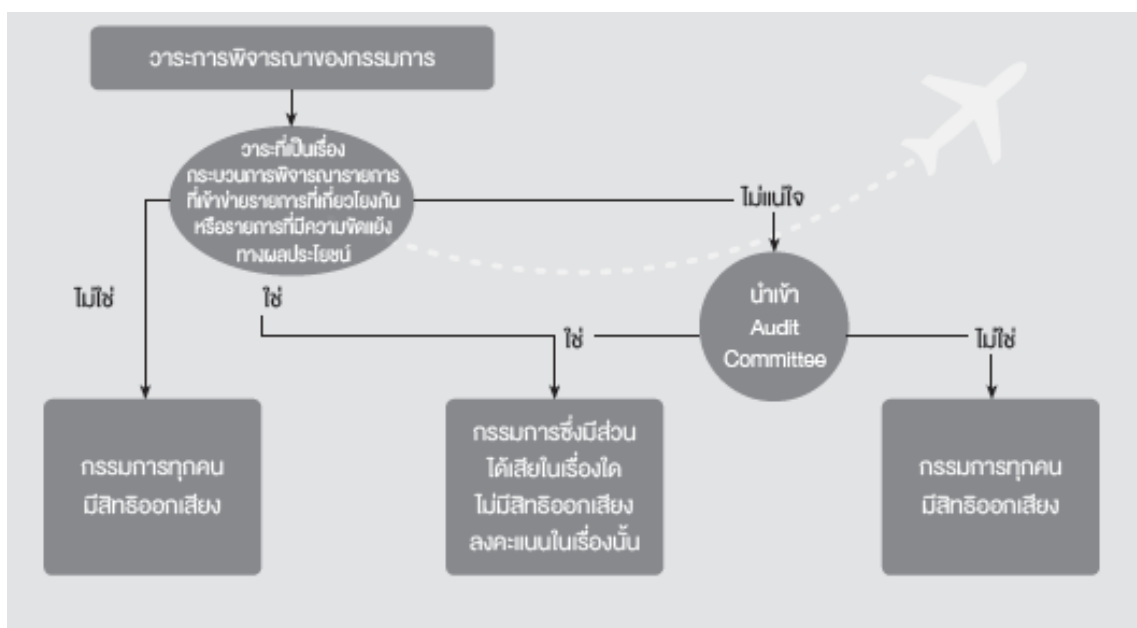 วาระการพิจารณาของกรรมการ
วาระที่เป็นเรื่อง
กระบวนการพิจารณารายการ
ที่เข้าข่ายรายการที่เกี่ยวโยงกัน
หรือรายการที่มีความขัดแย้ง
ทางผลประโยชน์
ไม่แน่ใจ
ไม่ใช่
ใช่
นำเข้า
Audit
Committee
ใช่
ไม่ใช่
กรรมการทุกคน
มีสิทธิออกเสียง
กรรมการซึ่งมีส่วน
ได้เสียในเรื่องใด
ไม่มีสิทธิออกเสียง
ลงคะแนนในเรื่องนั้น
กรรมการทุกคน
มีสิทธิออกเสียง